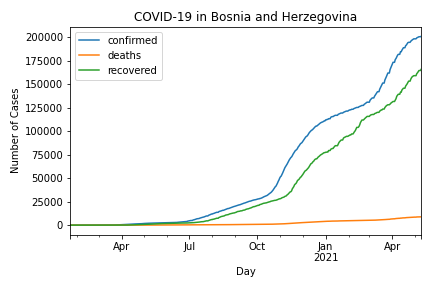 COVID-19 in Bosnia and Herzegovina
confirmed
deaths
recovered
200000
175000
150000
125000
100000
75000
50000
25000
0
Number of Cases
Apr
Jul
Oct
Jan
2021
Apr
Day